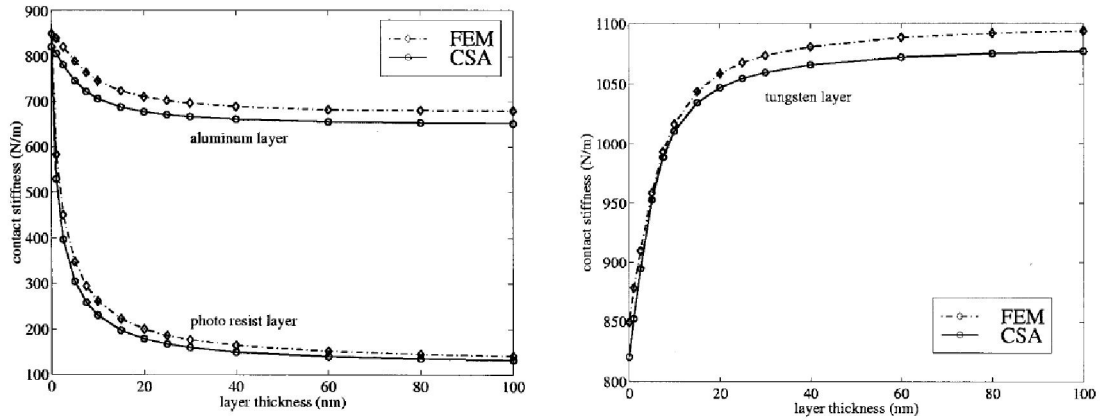 900
800
700
600
500
400
300
200
100
contact stiffness (N/m)
FEM
CSA
aluminum layer
photo resist layer
0 20 40 60 80 100
layer thickness (nm)
1100
1050
1000
950
900
850
800
contact stiffness (N/m)
tungsten layer
FEM
CSA
0 20 40 60 80 100
layer thickness (nm)